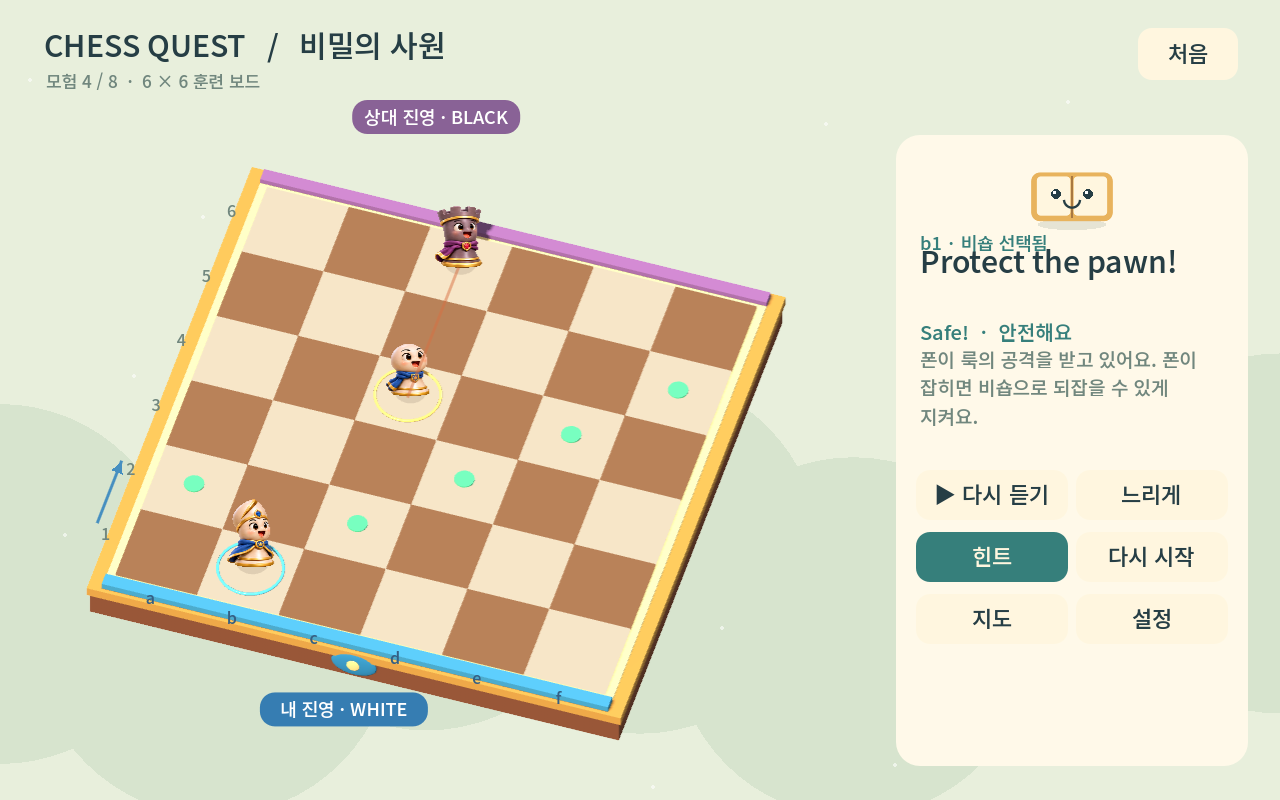 CHESS QUEST / 비밀의 사원
모험 4 / 8 · 6 × 6 훈련 보드
처음
상대 진영 · BLACK
6
5
4
3
2
1
a
b
c
d
e
f
내 진영 · WHITE
b1 · 비숍 선택됨
Protect the pawn!
Safe! · 안전해요
폰이 룩의 공격을 받고 있어요. 폰이
잡히면 비숍으로 되잡을 수 있게
지켜요.
▶ 다시 듣기
느리게
힌트
다시 시작
지도
설정